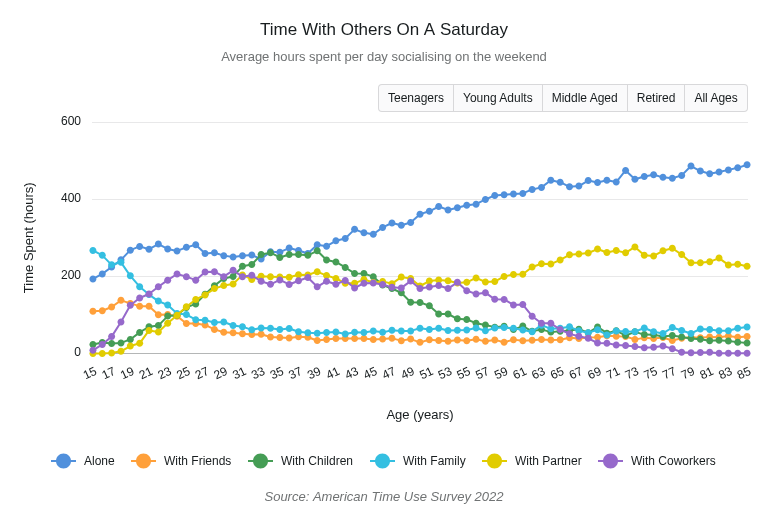 Time With Others On A Saturday
Average hours spent per day socialising on the weekend
Teenagers Young Adults Middle Aged Retired All Ages
600
400
200
0
Time Spent (hours)
15 17 19 21 23 25 27 29 31 33 35 37 39 41 43 45 47 49 51 53 55 57 59 61 63 65 67 69 71 73 75 77 79 81 83 85
Age (years)
Alone With Friends With Children With Family With Partner With Coworkers
Source: American Time Use Survey 2022